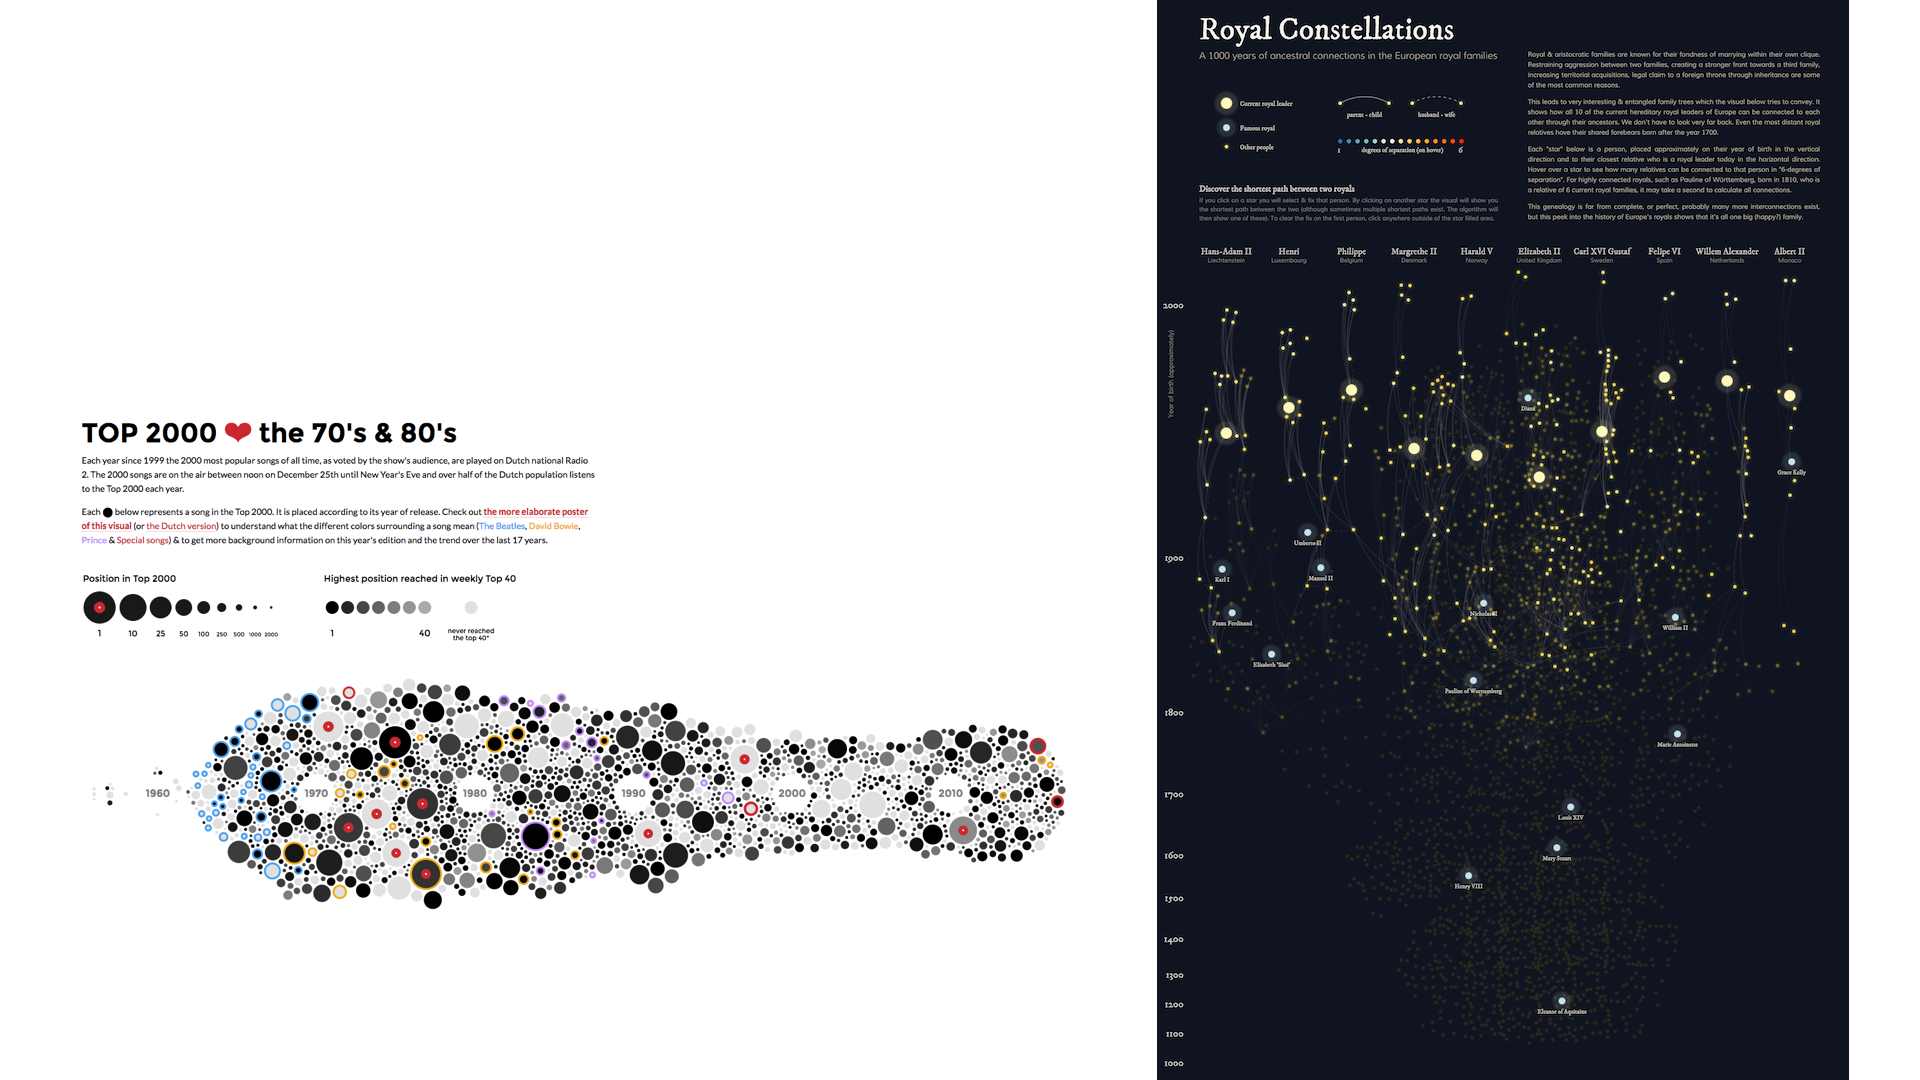 TOP 2000 ❤ the 70's & 80's
Each year since 1999 the 2000 most popular songs of all time, as voted by the show's audience, are played on Dutch national Radio
2. The 2000 songs are on the air between noon on December 25th until New Year's Eve and over half of the Dutch population listens
to the Top 2000 each year.
Each ● below represents a song in the Top 2000. It is placed according to its year of release. Check out the more elaborate poster
of this visual (or the Dutch version) to understand what the different colors surrounding a song mean (The Beatles, David Bowie,
Prince & Special songs) & to get more background information on this year's edition and the trend over the last 17 years.
Position in Top 2000
1 10 25 50 100 250 500 1000 2000
Highest position reached in weekly Top 40
1 40 never reached
the top 40*
1960 1970 1980 1990 2000 2010
Royal Constellations
A 1000 years of ancestral connections in the European royal families
Current royal leader
Famous royal
Other people
parent - child husband - wife
1 degrees of separation (on hover) 6
Discover the shortest path between two royals
If you click on a star you will select & fix that person. By clicking on another star the visual will show you
the shortest path between the two (although sometimes multiple shortest paths exist. The algorithm will
then show one of these). To clear the fix on the first person, click anywhere outside of the star filled area.
Royal & aristocratic families are known for their fondness of marrying within their own clique.
Restraining aggression between two families, creating a stronger front towards a third family,
increasing territorial acquisitions, legal claim to a foreign throne through inheritance are some
of the most common reasons.
This leads to very interesting & entangled family trees which the visual below tries to convey. It
shows how all 10 of the current hereditary royal leaders of Europe can be connected to each
other through their ancestors. We don't have to look very far back. Even the most distant royal
relatives have their shared forebears born after the year 1700.
Each "star" below is a person, placed approximately on their year of birth in the vertical
direction and to their closest relative who is a royal leader today in the horizontal direction.
Hover over a star to see how many relatives can be connected to that person in "6-degrees of
separation". For highly connected royals, such as Pauline of Württemberg, born in 1810, who is
a relative of 6 current royal families, it may take a second to calculate all connections.
This genealogy is far from complete, or perfect, probably many more interconnections exist,
but this peek into the history of Europe's royals shows that it's all one big (happy?) family.
Hans-Adam II Henri Philippe Margrethe II Harald V Elizabeth II Carl XVI Gustaf Felipe VI Willem Alexander Albert II
Liechtenstein Luxembourg Belgium Denmark Norway United Kingdom Sweden Spain Netherlands Monaco
2000
Year of birth (approximately)
Diana
Grace Kelly
Umberto II
1900
Karl I
Manuel II
Nicholas II
Franz Ferdinand
William II
Elisabeth 'Sissi'
Pauline of Wurttemberg
1800
Marie Antoinette
1700
Louis XIV
1600
Mary Stuart
Henry VIII
1500
1400
1300
1200
Eleanor of Aquitaine
1100
1000